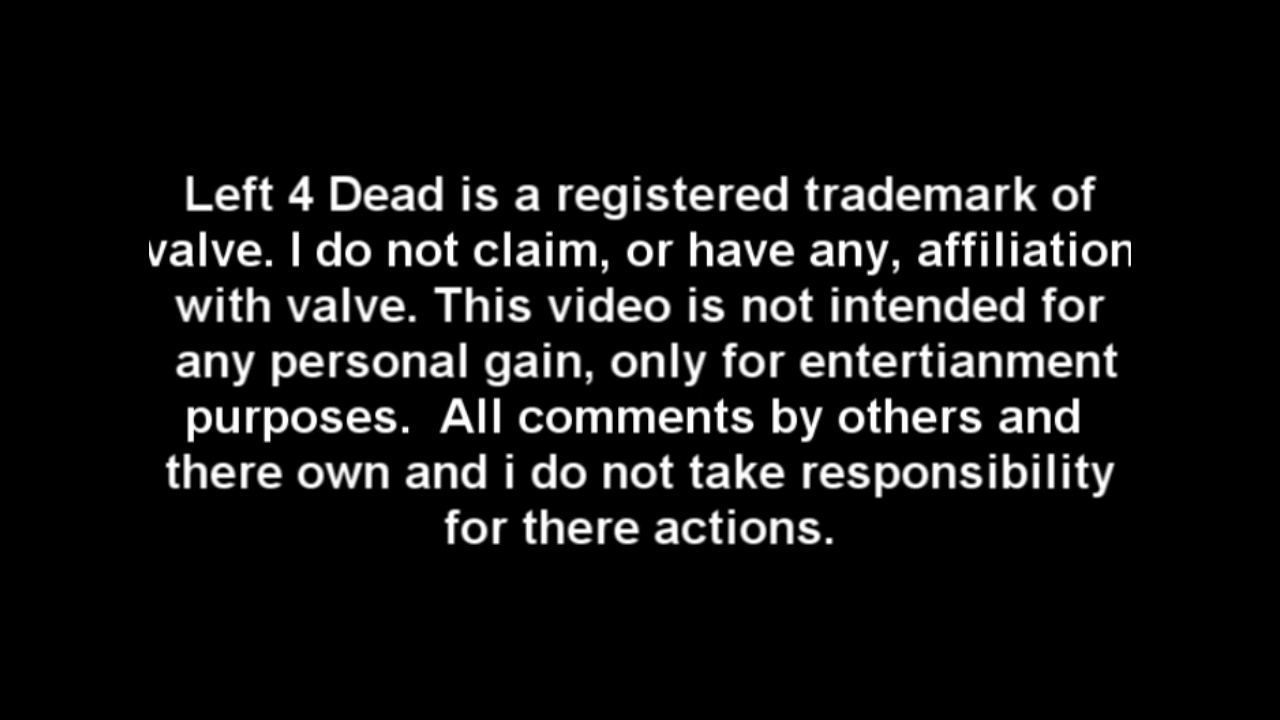 Left 4 Dead is a registered trademark of
valve. I do not claim, or have any, affiliation
with valve. This video is not intended for
any personal gain, only for entertianment
purposes.  All comments by others and
there own and i do not take responsibility
for there actions.